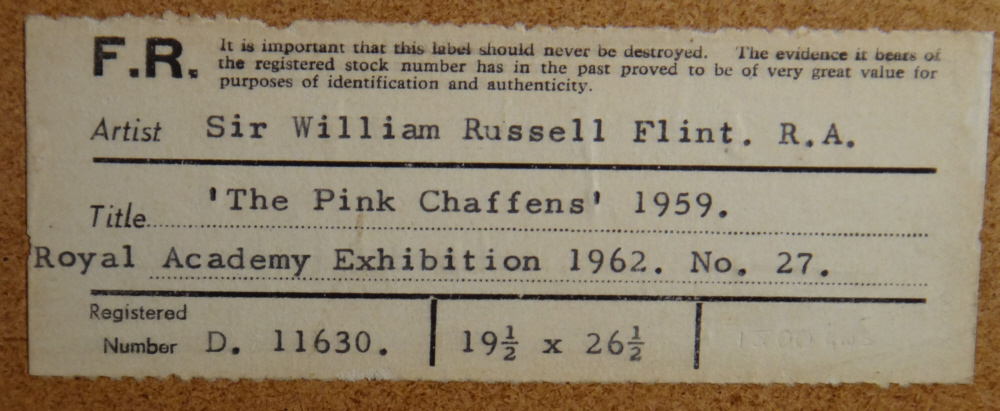 F.R. It is important that this label should never be destroyed. The evidence it bears of
the registered stock number has in the past proved to be of very great value for
purposes of identification and authenticity.
Artist Sir William Russell Flint. R.A.
Title 'The Pink Chaffens' 1959.
Royal Academy Exhibition 1962. No. 27.
Registered
Number D. 11630. 19½ x 26½